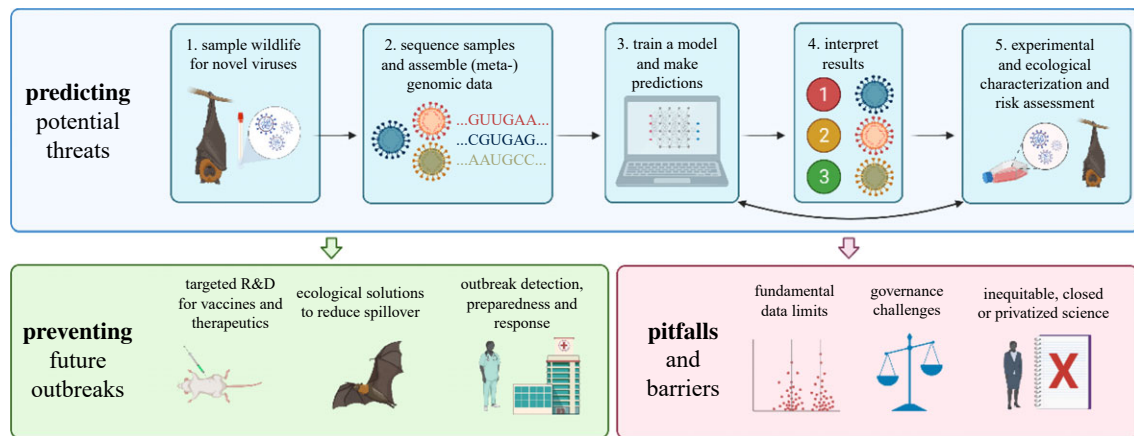 predicting
potential
threats
1. sample wildlife
for novel viruses
2. sequence samples
and assemble (meta-)
genomic data
...GUUGAA...
...CGUGAG...
...AAUGCC...
3. train a model
and make
predictions
4. interpret
results
1
2
3
5. experimental
and ecological
characterization and
risk assessment
preventing
future
outbreaks
targeted R&D
for vaccines and
therapeutics
ecological solutions
to reduce spillover
outbreak detection,
preparedness and
response
pitfalls
and
barriers
fundamental
data limits
governance
challenges
inequitable, closed
or privatized science
X